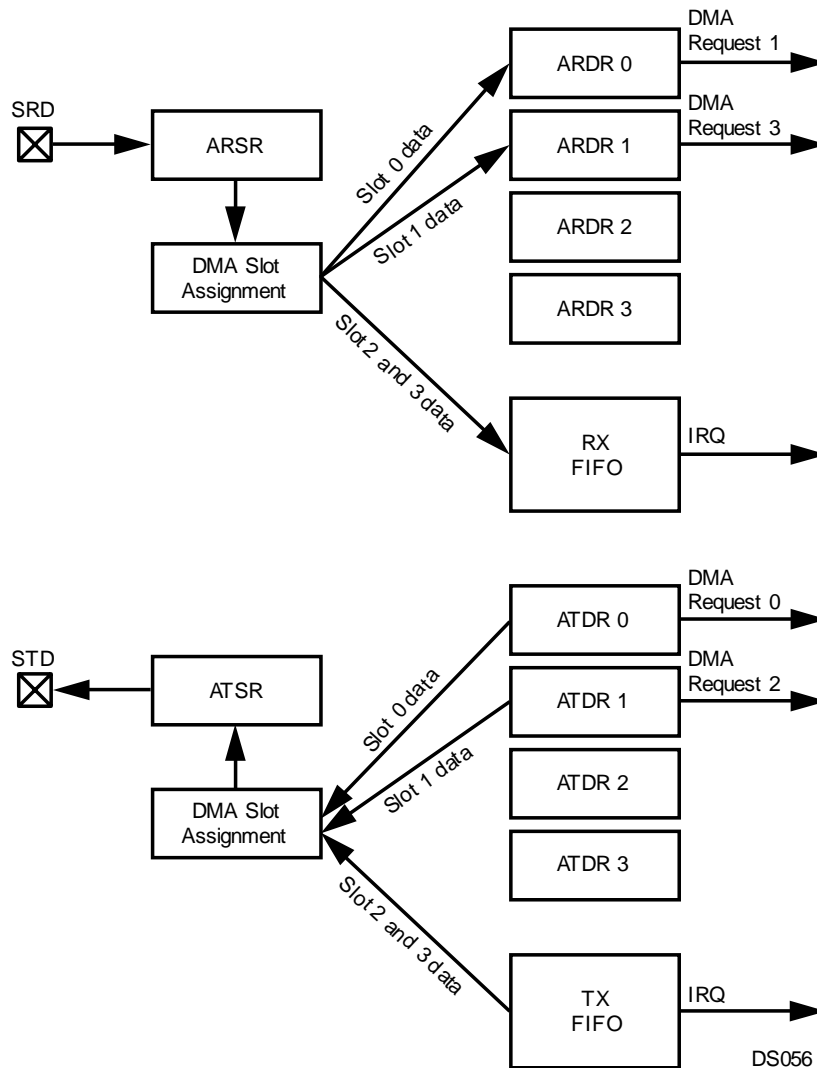 DMA
Request 1
ARDR 0
SRD
DMA
Request 3
ARSR
ARDR 1
Slot 0 data
Slot 1 data
ARDR 2
DMA Slot
Assignment
ARDR 3
Slot 2 and 3 data
RX
FIFO
IRQ
DMA
Request 0
ATDR 0
STD
DMA
Request 2
ATSR
ATDR 1
Slot 0 data
Slot 1 data
ATDR 2
DMA Slot
Assignment
ATDR 3
Slot 2 and 3 data
TX
FIFO
IRQ
DS056